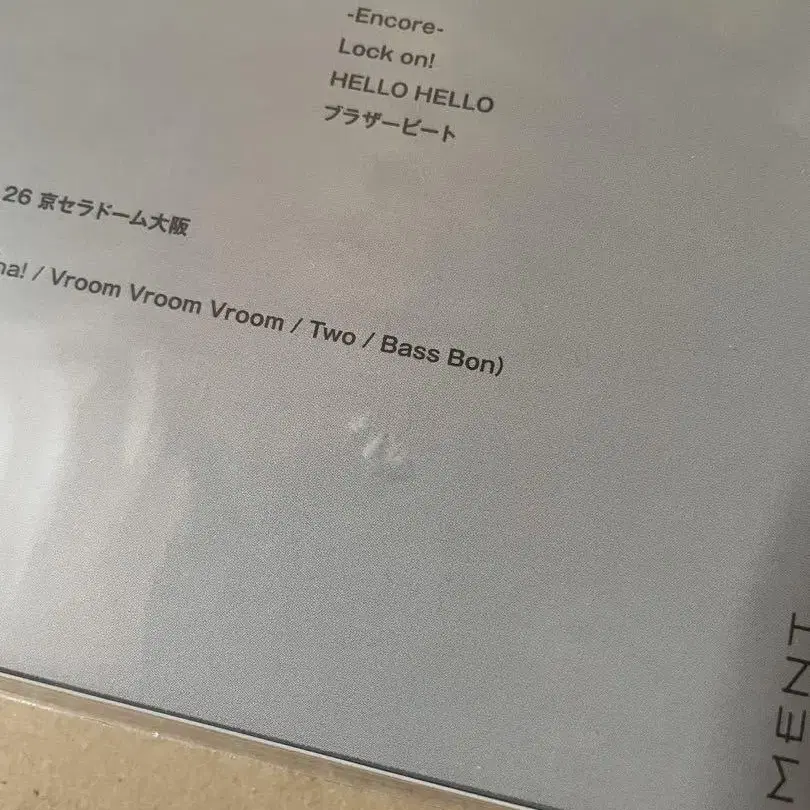 -Encore-
Lock on!
HELLO HELLO
ブラザービート
26 京セラドーム大阪
/ Vroom Vroom Vroom / Two / Bass Bon)
MENT